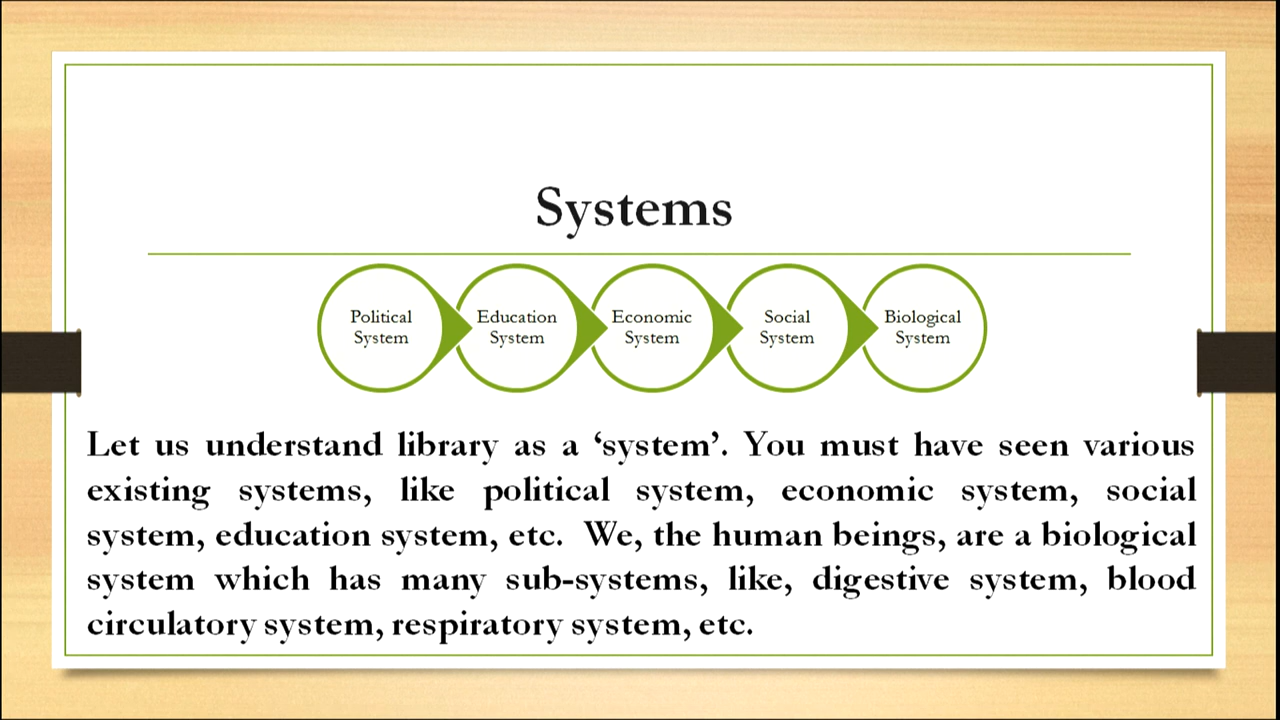 Systems
Political
System
Education
System
Economic
System
Social
System
Biological
System
Let us understand library as a ‘system’. You must have seen various
existing systems, like political system, economic system, social
system, education system, etc. We, the human beings, are a biological
system which has many sub-systems, like, digestive system, blood
circulatory system, respiratory system, etc.